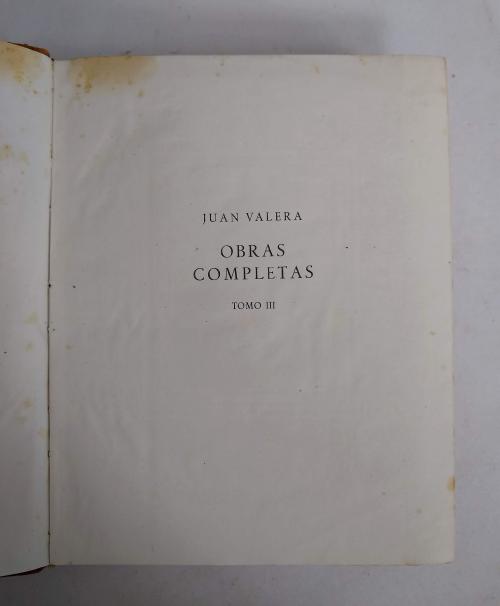 JUAN VALERA
OBRAS
COMPLETAS
TOMO III